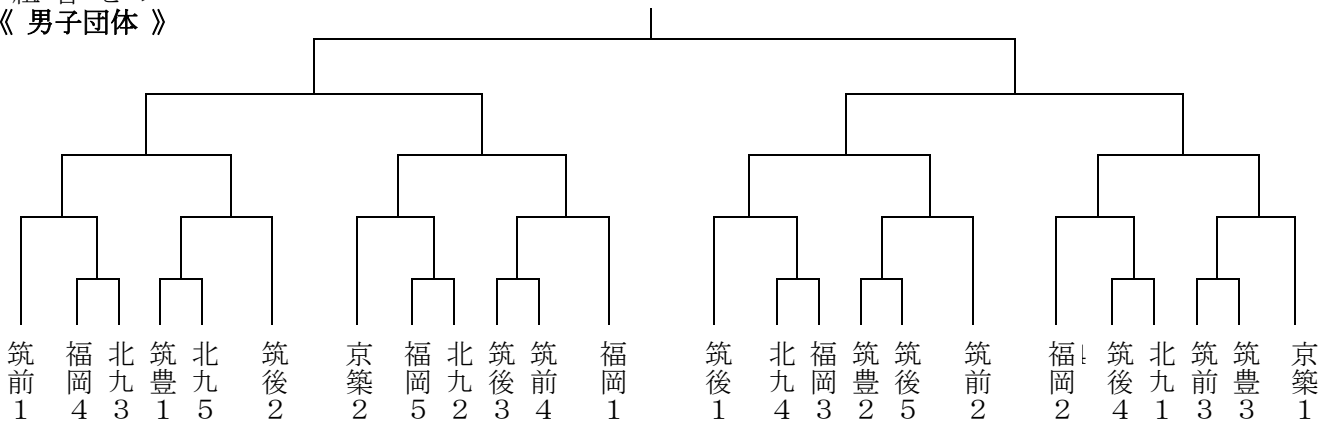 《 男子団体 》
筑前1
福岡4
北九3
筑豊1
北九5
筑後2
京築2
福岡5
北九2
筑後3
筑前4
福岡1
筑後1
北九4
福岡3
筑豊2
筑後5
筑前2
福岡2
筑後4
北九1
筑前3
筑豊3
京築1